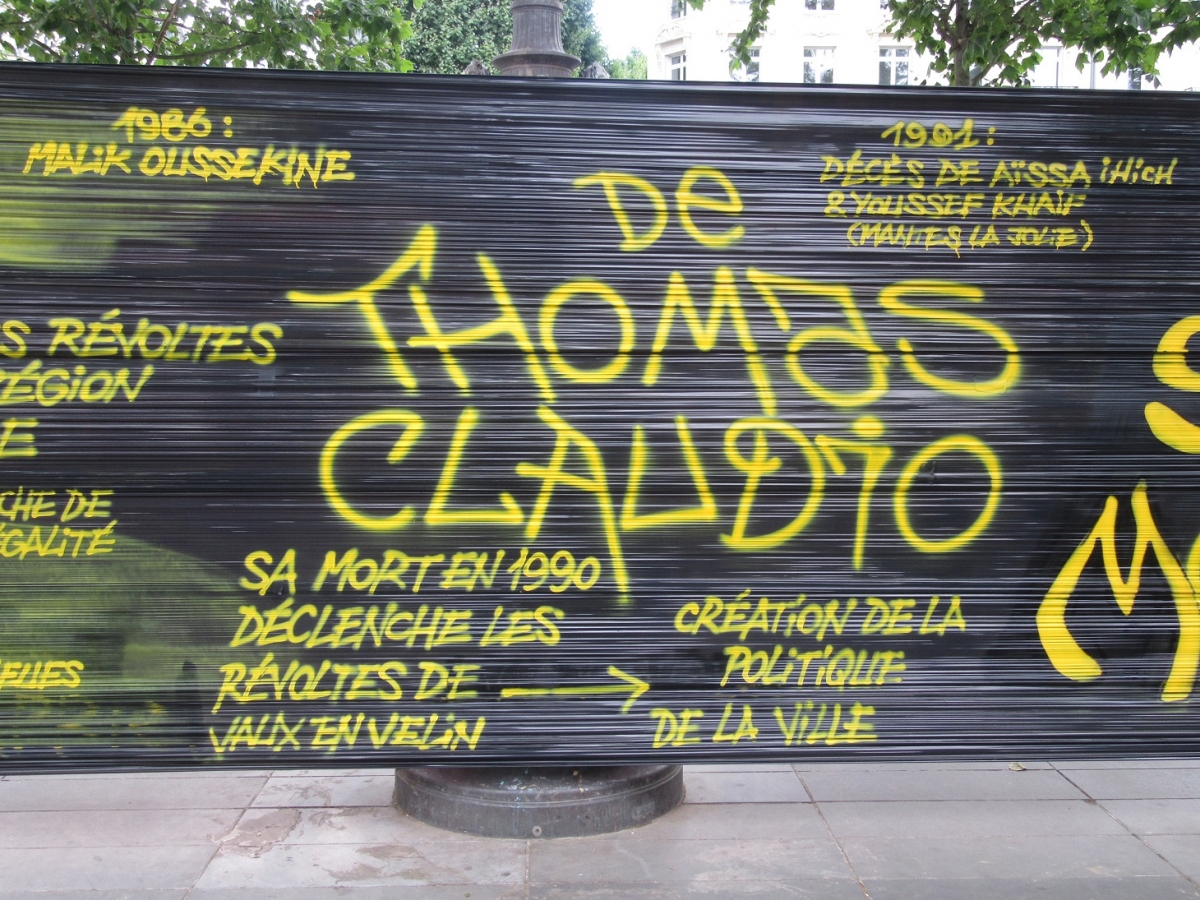 1986 :
MALIK OUSSEKINE
S RÉVOLTES
RÉGION
E
CHE DE
ÉGALITÉ
ELLES
DE
THOMAS
CLAUDIO
SA MORT EN 1990
DÉCLENCHE LES
RÉVOLTES DE
VAUX EN VELIN →
CRÉATION DE LA
POLITIQUE
DE LA VILLE
1991 :
DÉCÈS DE AÏSSA IHICH
& YOUSSEF KHAÏF
(MANTES LA JOLIE)
S
M